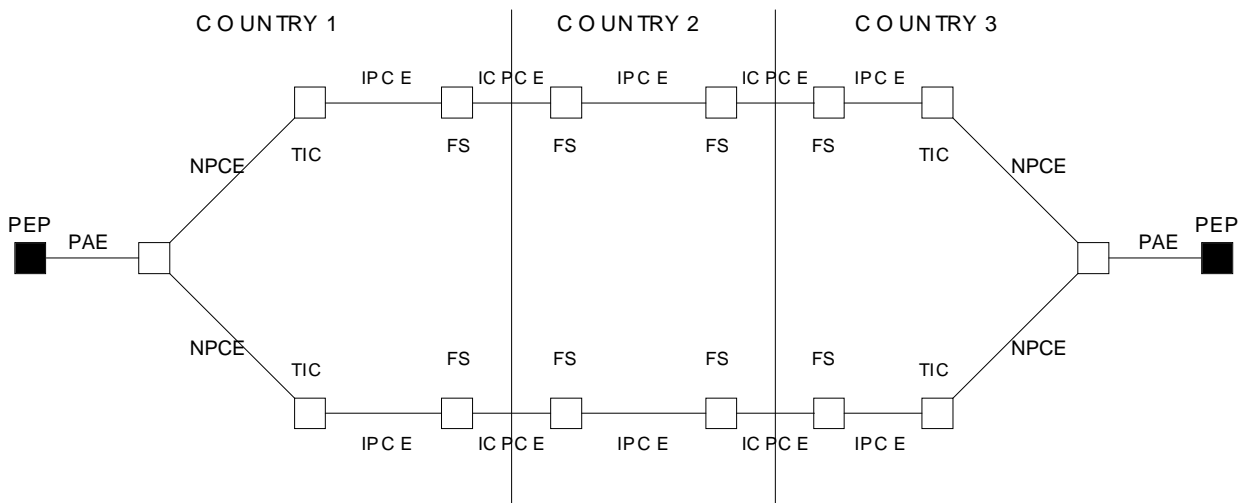 COUNTRY 1 COUNTRY 2 COUNTRY 3
IPCE ICPCE IPCE ICPCE IPCE
TIC FS FS FS FS TIC
NPCE NPCE
PEP PEP
PAE PAE
NPCE NPCE
TIC FS FS FS FS TIC
IPCE ICPCE IPCE ICPCE IPCE